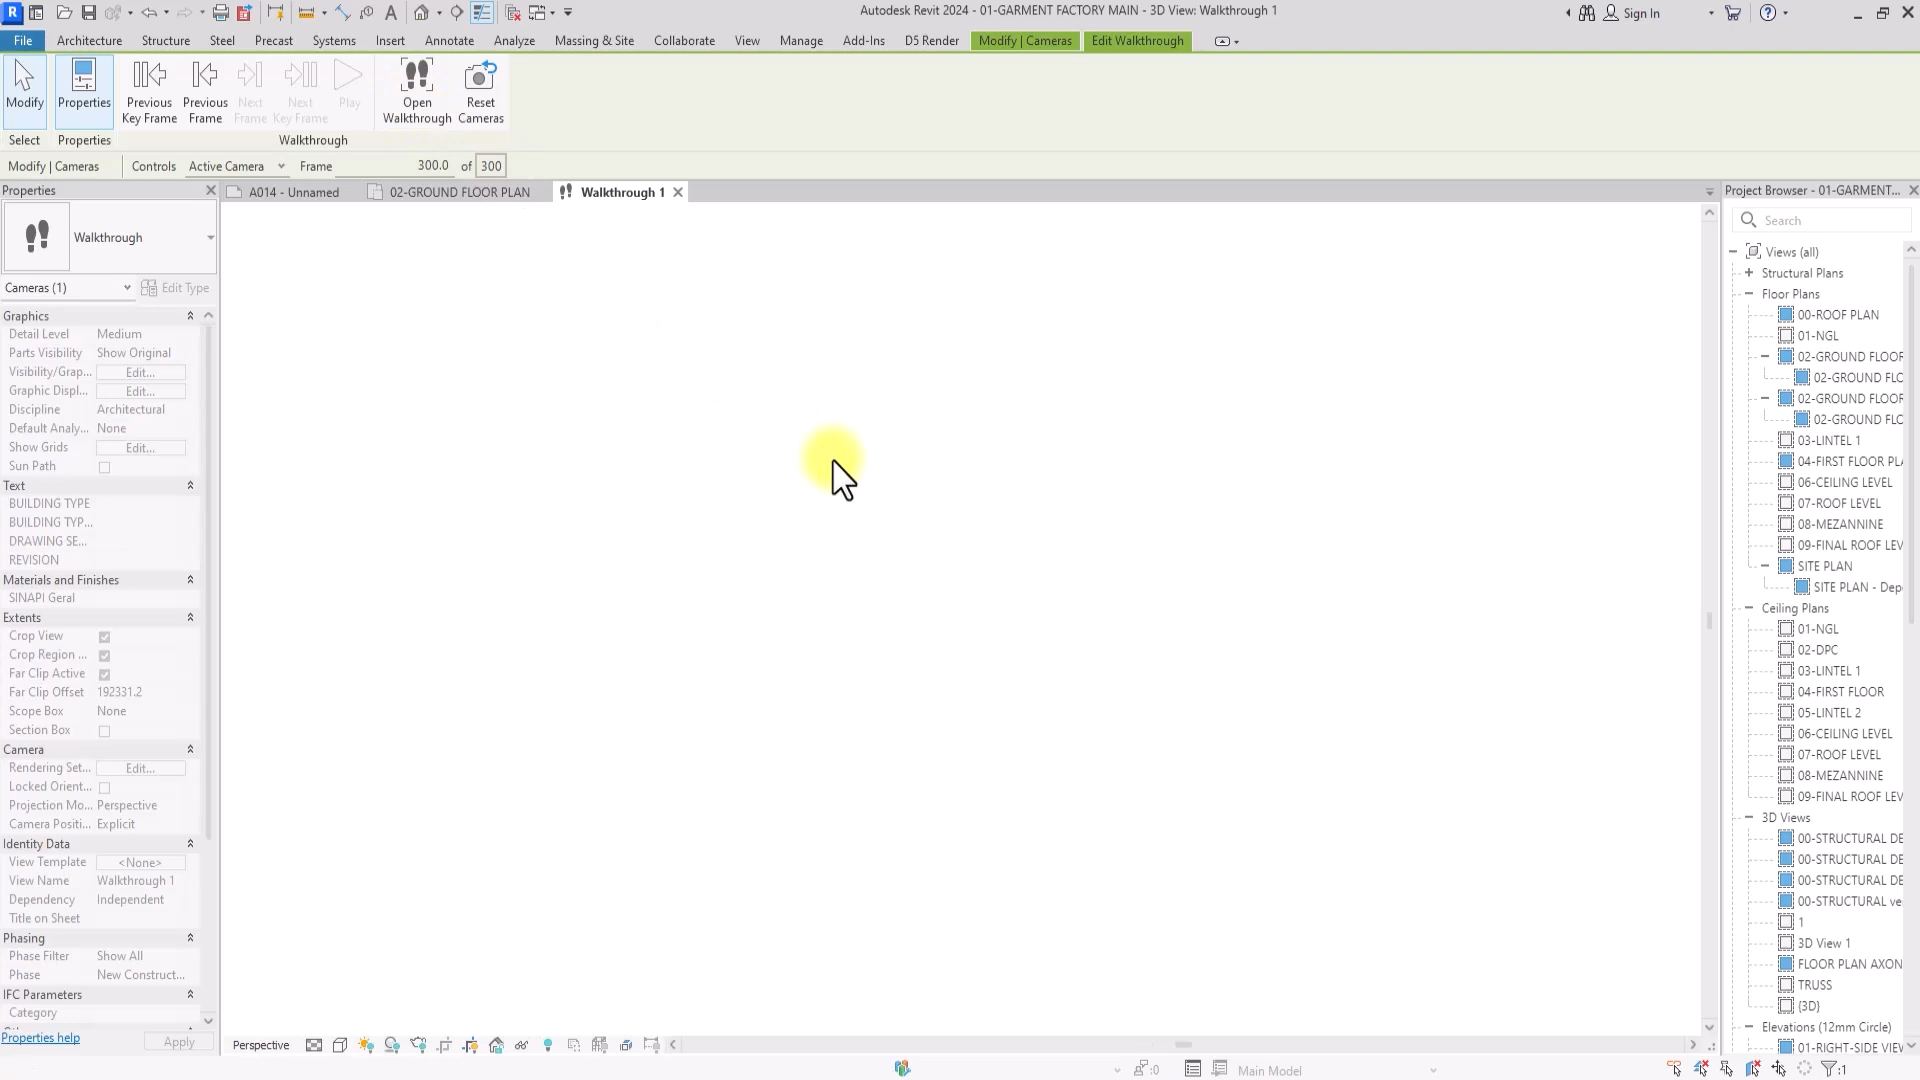 Autodesk Revit 2024 - 01-GARMENT FACTORY MAIN - 3D View: Walkthrough 1
Sign In
File Architecture Structure Steel Precast Systems Insert Annotate Analyze Massing & Site Collaborate View Manage Add-Ins D5 Render Modify | Cameras Edit Walkthrough
Modify Properties Previous Key Frame Previous Frame Next Frame Next Key Frame Play Open Walkthrough Reset Cameras
Select Properties Walkthrough
Modify | Cameras Controls Active Camera Frame 300.0 of 300
Properties
A014 - Unnamed 02-GROUND FLOOR PLAN Walkthrough 1
Walkthrough
Cameras (1) Edit Type
Graphics
Detail Level Medium
Parts Visibility Show Original
Visibility/Grap... Edit...
Graphic Displ... Edit...
Discipline Architectural
Default Analy... None
Show Grids Edit...
Sun Path
Text
BUILDING TYPE
BUILDING TYP...
DRAWING SE...
REVISION
Materials and Finishes
SINAPI Geral
Extents
Crop View
Crop Region ...
Far Clip Active
Far Clip Offset 192331.2
Scope Box None
Section Box
Camera
Rendering Set... Edit...
Locked Orient...
Projection Mo... Perspective
Camera Positi... Explicit
Identity Data
View Template <None>
View Name Walkthrough 1
Dependency Independent
Title on Sheet
Phasing
Phase Filter Show All
Phase New Construct...
IFC Parameters
Category
Properties help Apply
Perspective
:0 Main Model
:1
Project Browser - 01-GARMENT...
Search
Views (all)
Structural Plans
Floor Plans
00-ROOF PLAN
01-NGL
02-GROUND FLOOR
02-GROUND FLO
02-GROUND FLOOR
02-GROUND FLO
03-LINTEL 1
04-FIRST FLOOR PLA
06-CEILING LEVEL
07-ROOF LEVEL
08-MEZANNINE
09-FINAL ROOF LEV
SITE PLAN
SITE PLAN - Dep
Ceiling Plans
01-NGL
02-DPC
03-LINTEL 1
04-FIRST FLOOR
05-LINTEL 2
06-CEILING LEVEL
07-ROOF LEVEL
08-MEZANNINE
09-FINAL ROOF LEV
3D Views
00-STRUCTURAL DE
00-STRUCTURAL DE
00-STRUCTURAL DE
00-STRUCTURAL ve
1
3D View 1
FLOOR PLAN AXON
TRUSS
{3D}
Elevations (12mm Circle)
01-RIGHT-SIDE VIEW